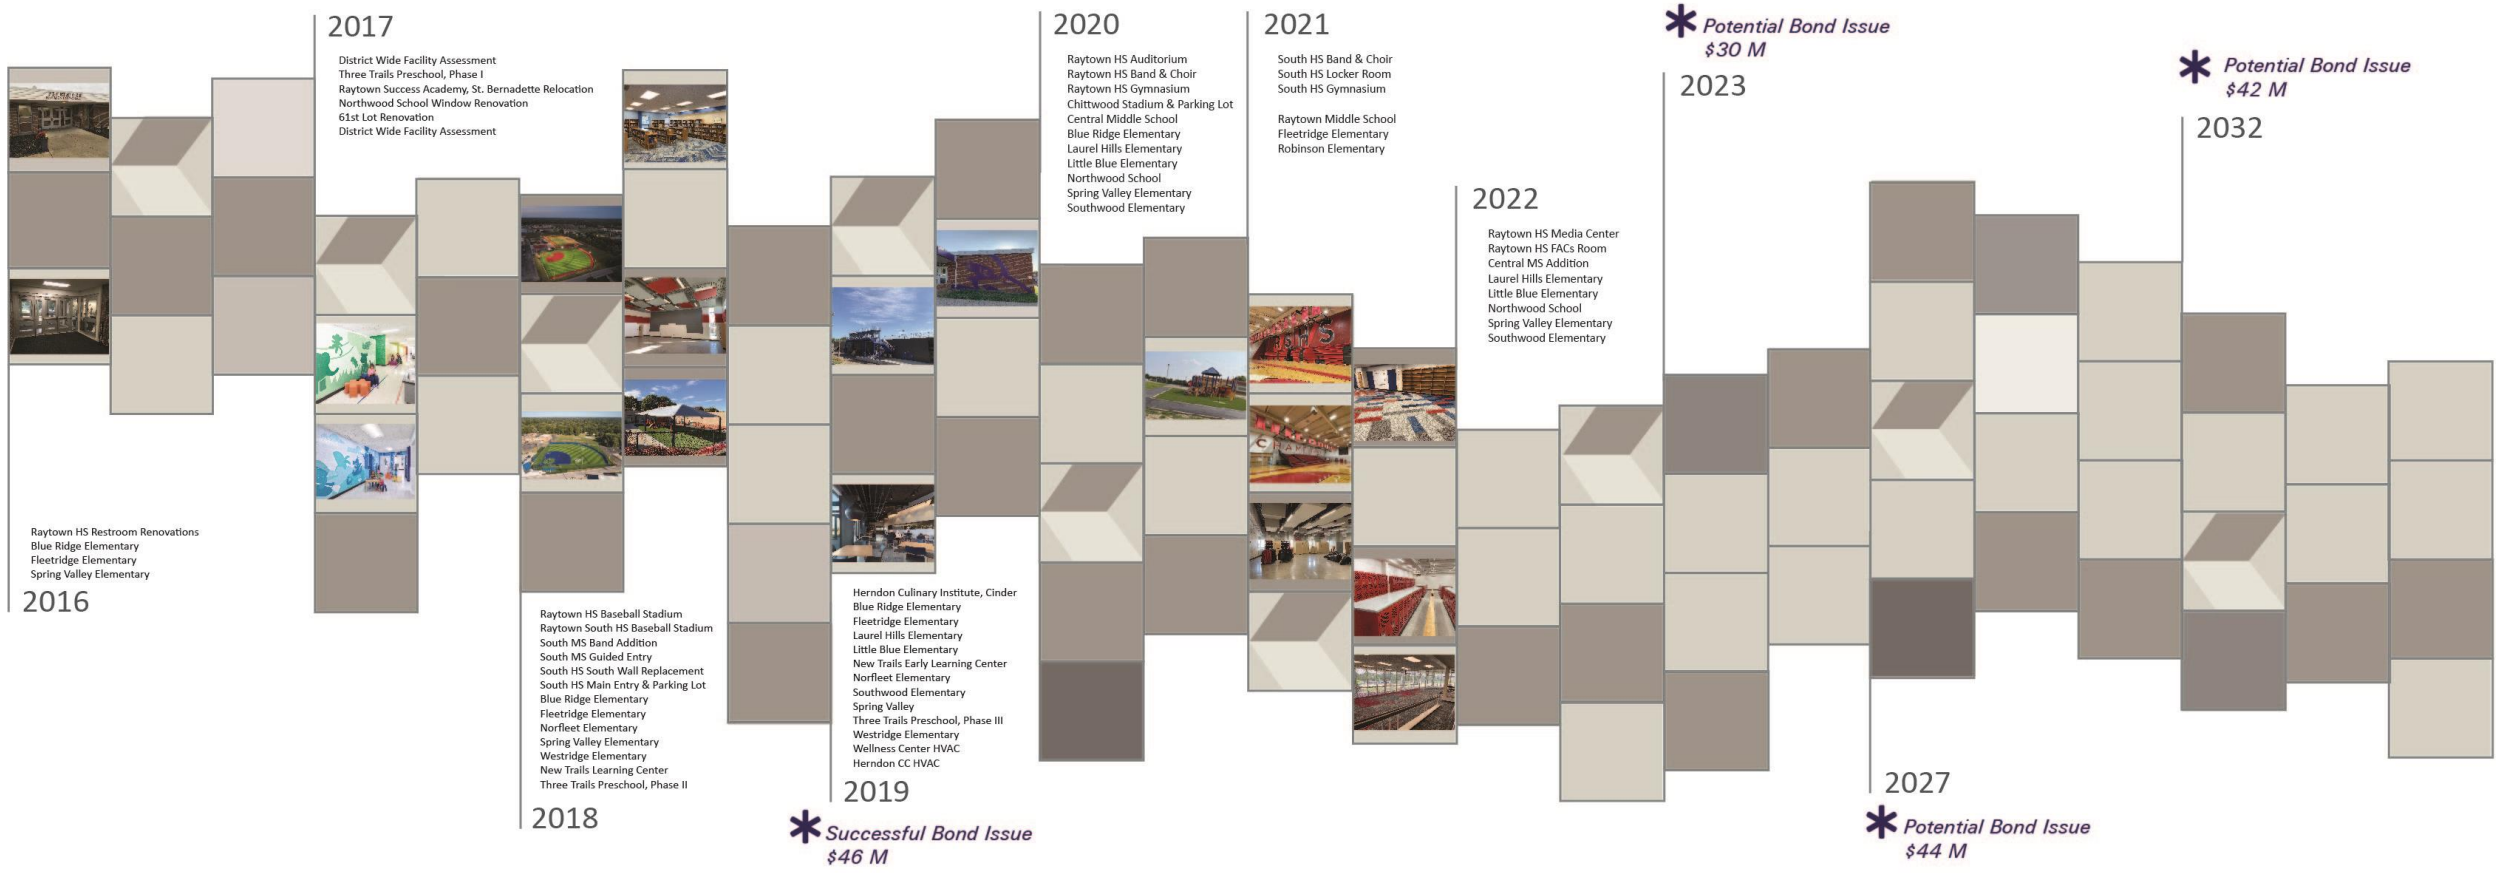 2017
District Wide Facility Assessment
Three Trails Preschool, Phase I
Raytown Success Academy, St. Bernadette Relocation
Northwood School Window Renovation
61st Lot Renovation
District Wide Facility Assessment
2020
Raytown HS Auditorium
Raytown HS Band & Choir
Raytown HS Gymnasium
Chittwood Stadium & Parking Lot
Central Middle School
Blue Ridge Elementary
Laurel Hills Elementary
Little Blue Elementary
Northwood School
Spring Valley Elementary
Southwood Elementary
2021
South HS Band & Choir
South HS Locker Room
South HS Gymnasium
Raytown Middle School
Fleetridge Elementary
Robinson Elementary
2022
Raytown HS Media Center
Raytown HS FACs Room
Central MS Addition
Laurel Hills Elementary
Little Blue Elementary
Northwood School
Spring Valley Elementary
Southwood Elementary
* Potential Bond Issue
$30 M
2023
* Potential Bond Issue
$42 M
2032
Raytown HS Restroom Renovations
Blue Ridge Elementary
Fleetridge Elementary
Spring Valley Elementary
2016
Raytown HS Baseball Stadium
Raytown South HS Baseball Stadium
South MS Band Addition
South MS Guided Entry
South HS South Wall Replacement
South HS Main Entry & Parking Lot
Blue Ridge Elementary
Fleetridge Elementary
Norfleet Elementary
Spring Valley Elementary
Westridge Elementary
New Trails Learning Center
Three Trails Preschool, Phase II
2018
Herndon Culinary Institute, Cinder
Blue Ridge Elementary
Fleetridge Elementary
Laurel Hills Elementary
Little Blue Elementary
New Trails Early Learning Center
Norfleet Elementary
Southwood Elementary
Spring Valley
Three Trails Preschool, Phase III
Westridge Elementary
Wellness Center HVAC
Herndon CC HVAC
2019
* Successful Bond Issue
$46 M
2027
* Potential Bond Issue
$44 M